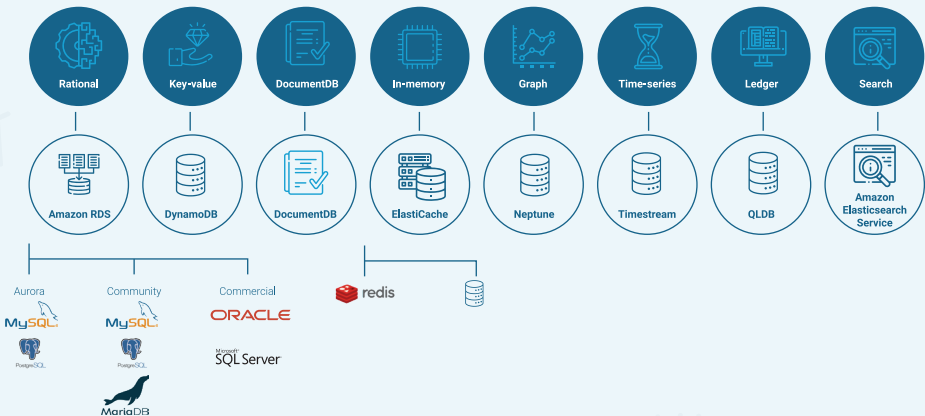 Rational
Key-value
DocumentDB
In-memory
Graph
Time-series
Ledger
Search
Amazon RDS
DynamoDB
DocumentDB
ElastiCache
Neptune
Timestream
QLDB
Amazon
Elasticsearch
Service
Aurora
Community
Commercial
MySQL
MySQL
ORACLE
redis
PostgreSQL
PostgreSQL
Microsoft
SQL Server
MariaDB